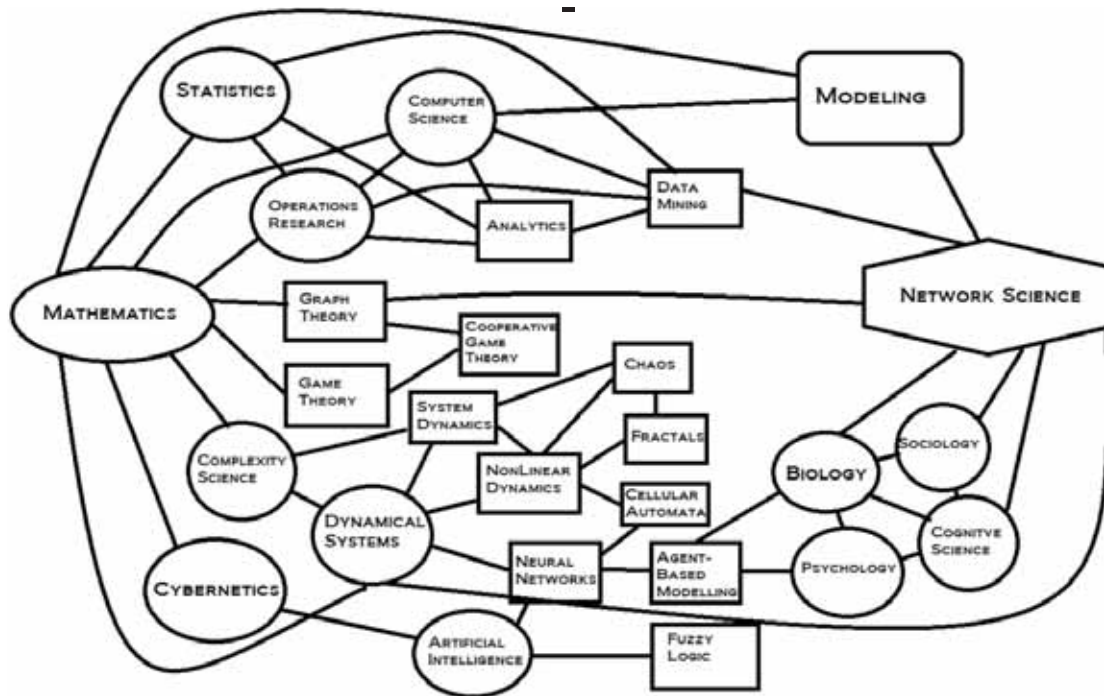 STATISTICS
COMPUTER
SCIENCE
MODELING
OPERATIONS
RESEARCH
ANALYTICS
DATA
MINING
MATHEMATICS
GRAPH
THEORY
NETWORK SCIENCE
COOPERATIVE
GAME
THEORY
GAME
THEORY
CHAOS
SYSTEM
DYNAMICS
FRACTALS
COMPLEXITY
SCIENCE
NONLINEAR
DYNAMICS
BIOLOGY
SOCIOLOGY
CELLULAR
AUTOMATA
DYNAMICAL
SYSTEMS
COGNITVE
SCIENCE
NEURAL
NETWORKS
AGENT-
BASED
MODELLING
PSYCHOLOGY
CYBERNETICS
ARTIFICIAL
INTELLIGENCE
FUZZY
LOGIC